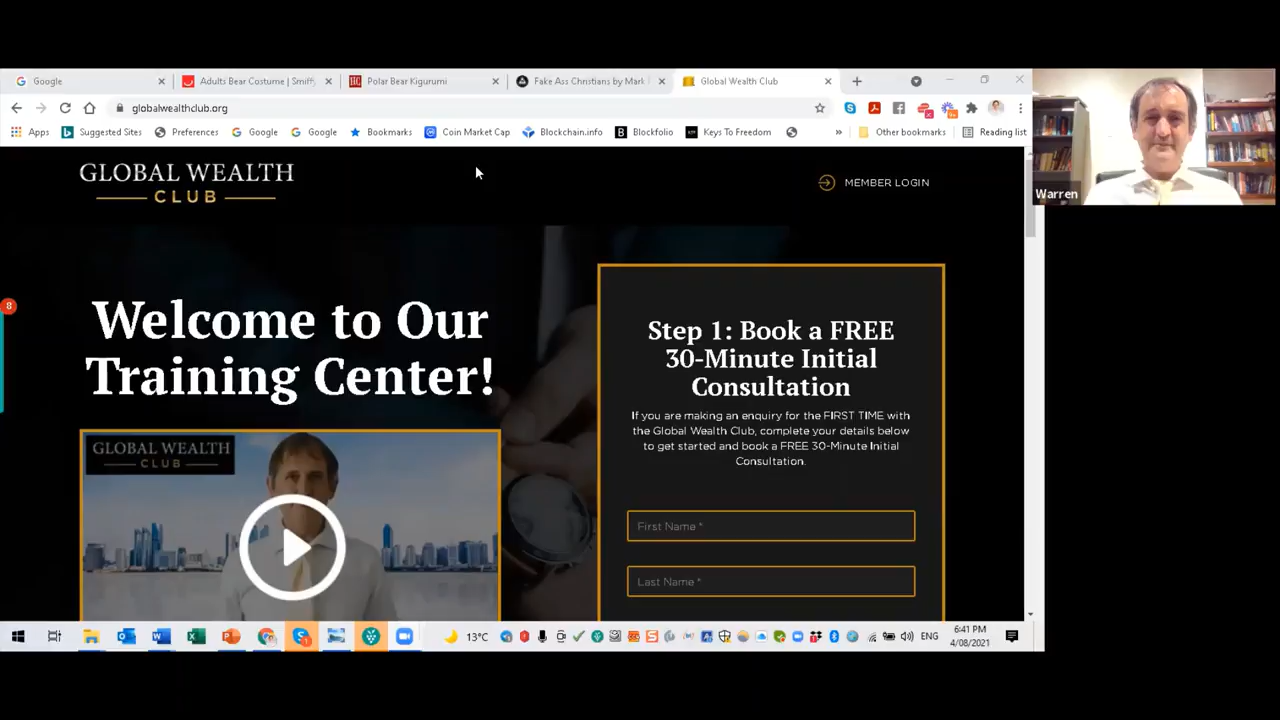 Google
Adults Bear Costume | Smiff
Polar Bear Kigurumi
Fake Ass Christians by Mark
Global Wealth Club
globalwealthclub.org
Apps
Suggested Sites
Preferences
Google
Google
Bookmarks
Coin Market Cap
Blockchain.info
Blockfolio
Keys To Freedom
»
Other bookmarks
Reading list
Warren
GLOBAL WEALTH
CLUB
MEMBER LOGIN
8
Welcome to Our
Training Center!
GLOBAL WEALTH
CLUB
Step 1: Book a FREE
30-Minute Initial
Consultation
If you are making an enquiry for the FIRST TIME with
the Global Wealth Club, complete your details below
to get started and book a FREE 30-Minute Initial
Consultation.
First Name *
Last Name *
13°C
ENG
6:41 PM
4/08/2021